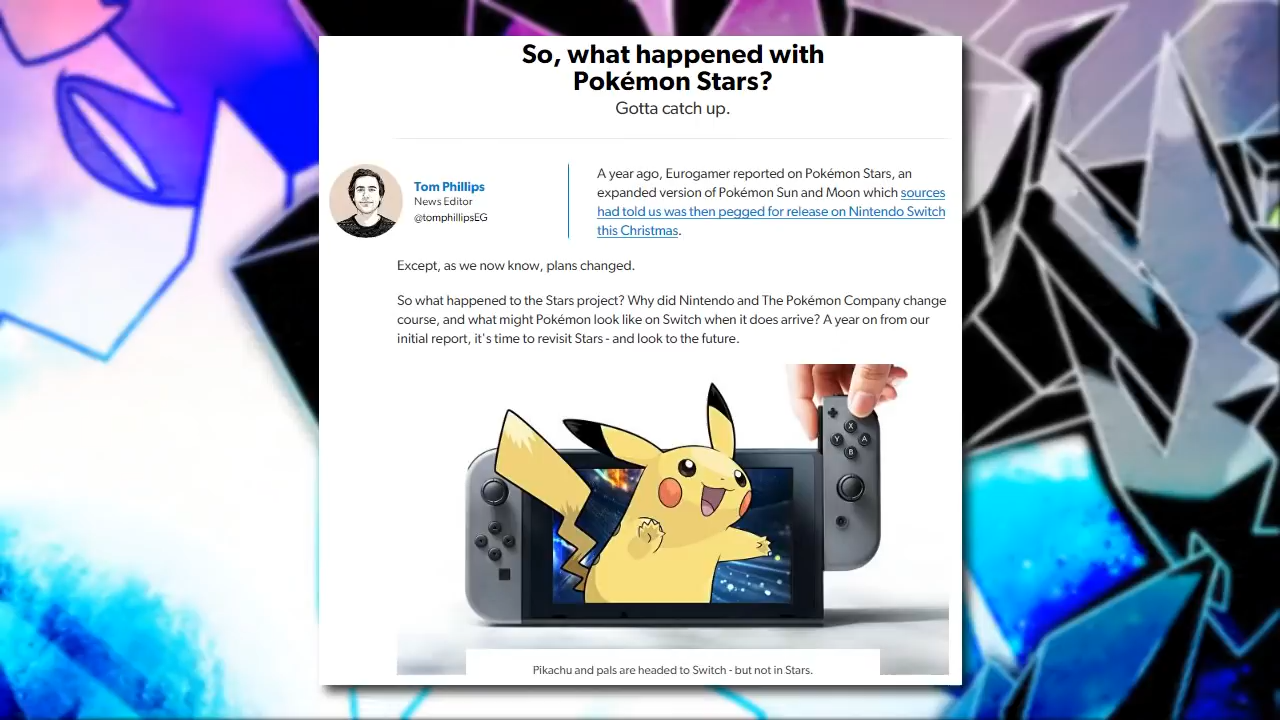 So, what happened with
Pokémon Stars?
Gotta catch up.
Tom Phillips
News Editor
@tomphillipsEG
A year ago, Eurogamer reported on Pokémon Stars, an
expanded version of Pokémon Sun and Moon which sources
had told us was then pegged for release on Nintendo Switch
this Christmas.
Except, as we now know, plans changed.
So what happened to the Stars project? Why did Nintendo and The Pokémon Company change
course, and what might Pokémon look like on Switch when it does arrive? A year on from our
initial report, it's time to revisit Stars - and look to the future.
X
Y
A
B
Pikachu and pals are headed to Switch - but not in Stars.